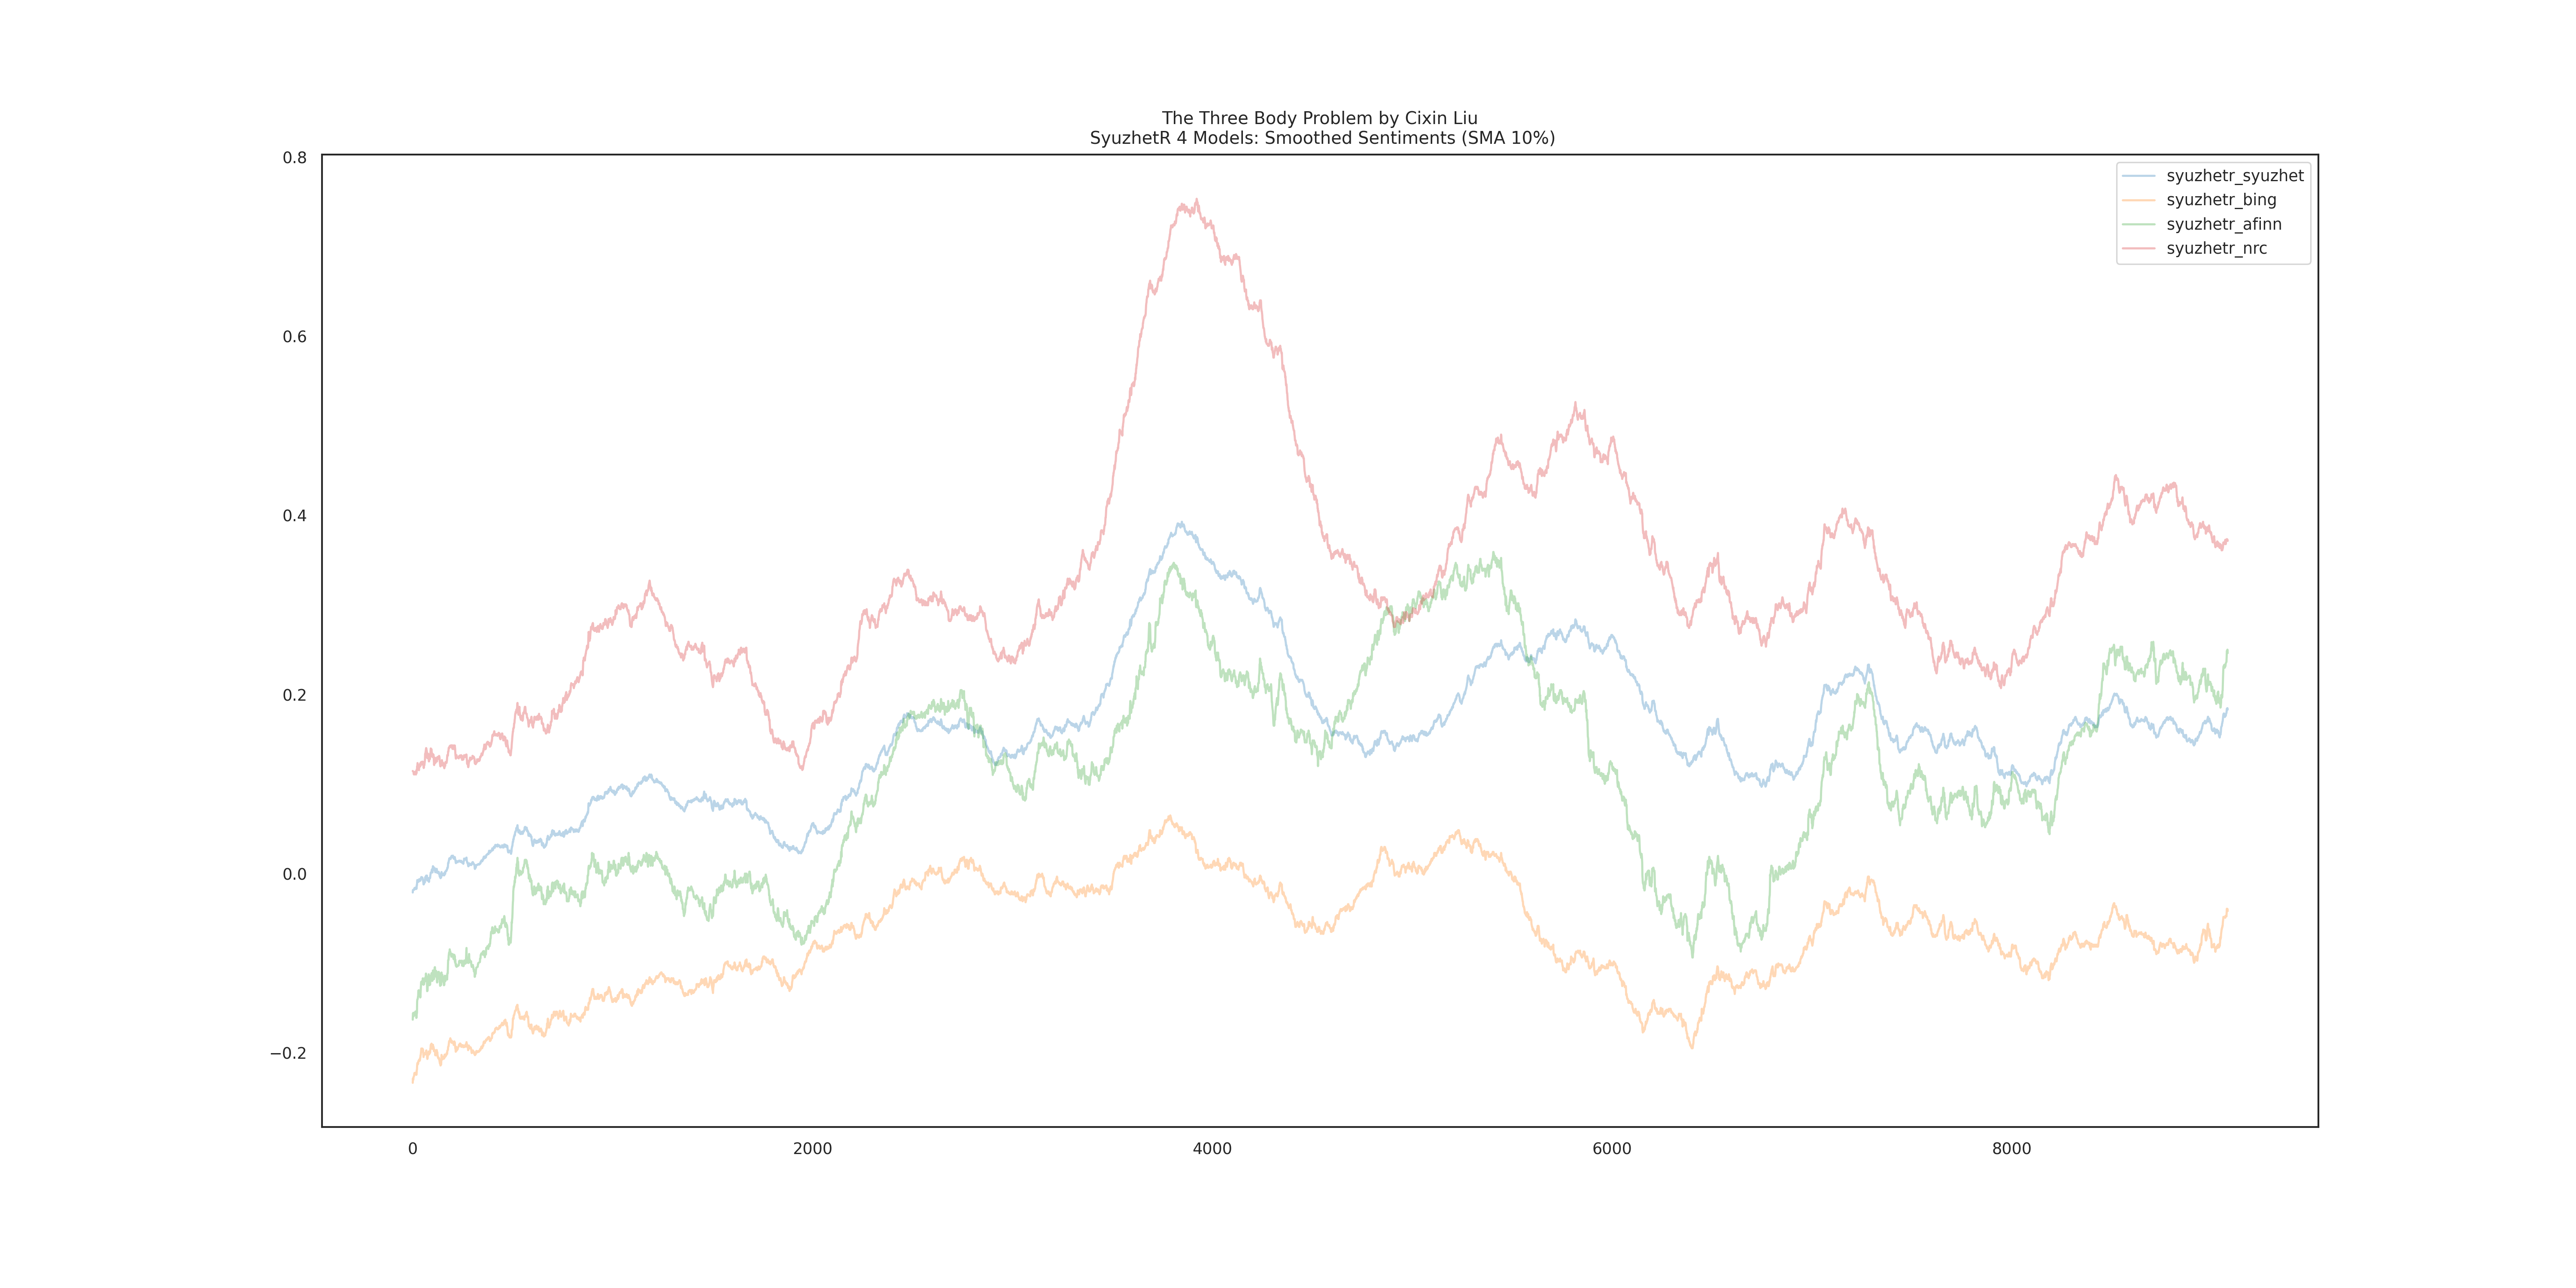 The Three Body Problem by Cixin Liu
SyuzhetR 4 Models: Smoothed Sentiments (SMA 10%)
0.8
0.6
0.4
0.2
0.0
−0.2
syuzhetr_syuzhet
syuzhetr_bing
syuzhetr_afinn
syuzhetr_nrc
0 2000 4000 6000 8000